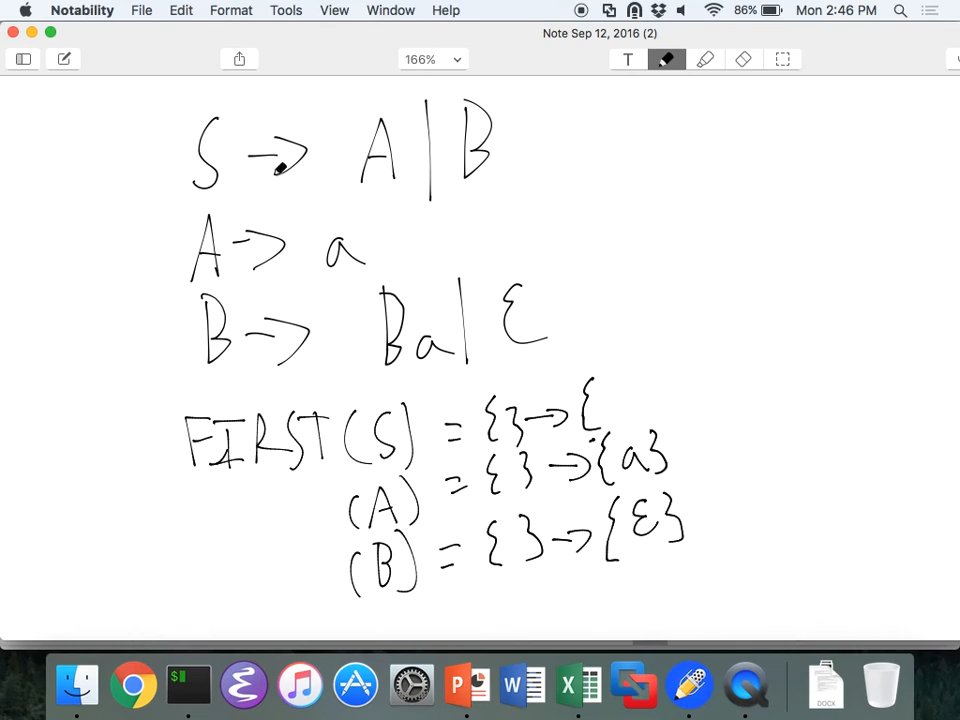 Notability File Edit Format Tools View Window Help 86% Mon 2:46 PM
Note Sep 12, 2016 (2)
166% T
S → A | B
A → a
B → Ba | ε
FIRST(S) = { } → {
(A) = { } → {a}
(B) = { } → {ε}
$ P W X DOCX